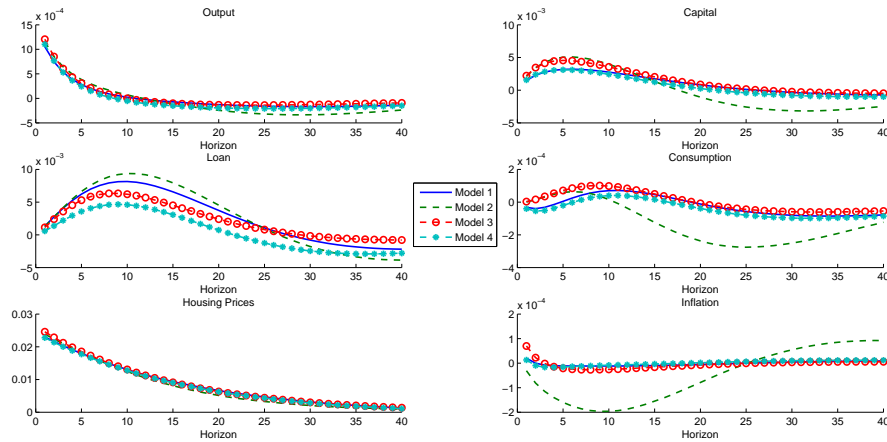 Output
x 10⁻⁴
15
10
5
0
−5
0 5 10 15 20 25 30 35 40
Horizon
Capital
x 10⁻³
10
5
0
−5
0 5 10 15 20 25 30 35 40
Horizon
Loan
x 10⁻³
10
5
0
−5
0 5 10 15 20 25 30 35 40
Horizon
Model 1
Model 2
Model 3
Model 4
Consumption
x 10⁻⁴
2
0
−2
−4
0 5 10 15 20 25 30 35 40
Horizon
Housing Prices
0.03
0.02
0.01
0
0 5 10 15 20 25 30 35 40
Horizon
Inflation
x 10⁻⁴
2
1
0
−1
−2
0 5 10 15 20 25 30 35 40
Horizon